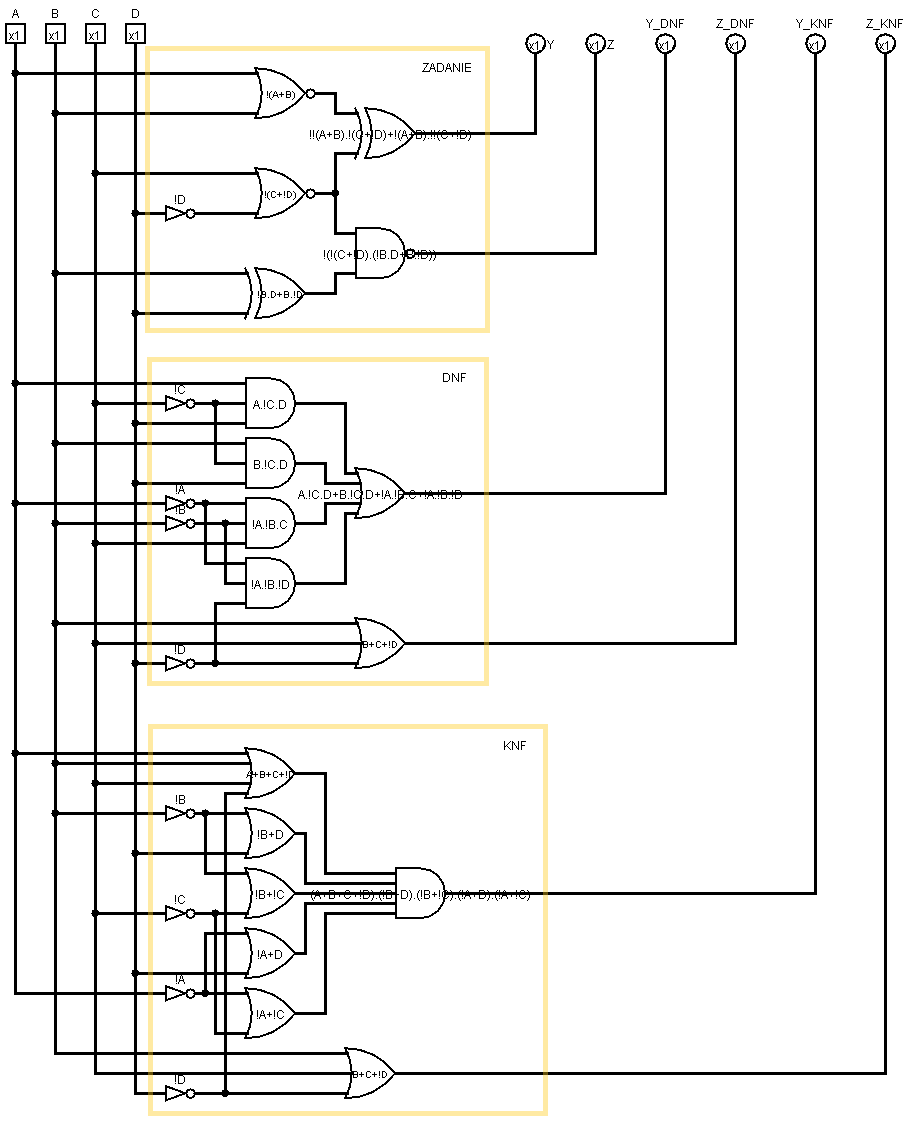 A B C D
x1 x1 x1 x1
Y_DNF Z_DNF Y_KNF Z_KNF
x1 Y x1 Z x1 x1 x1 x1
ZADANIE
!(A+B)
!!(A+B).!(C+!D)+!(A+B).!!(C+!D)
!(C+!D)
!D
!(!(C+!D).(!B.D+B.!D))
!B.D+B.!D
DNF
!C
A.!C.D
B.!C.D
!A
A.!C.D+B.!C.D+!A.!B.C+!A.!B.!D
!B
!A.!B.C
!A.!B.!D
B+C+!D
!D
KNF
A+B+C+!D
!B
!B+D
!B+!C
(A+B+C+!D).(!B+D).(!B+!C).(!A+D).(!A+!C)
!C
!A+D
!A
!A+!C
B+C+!D
!D